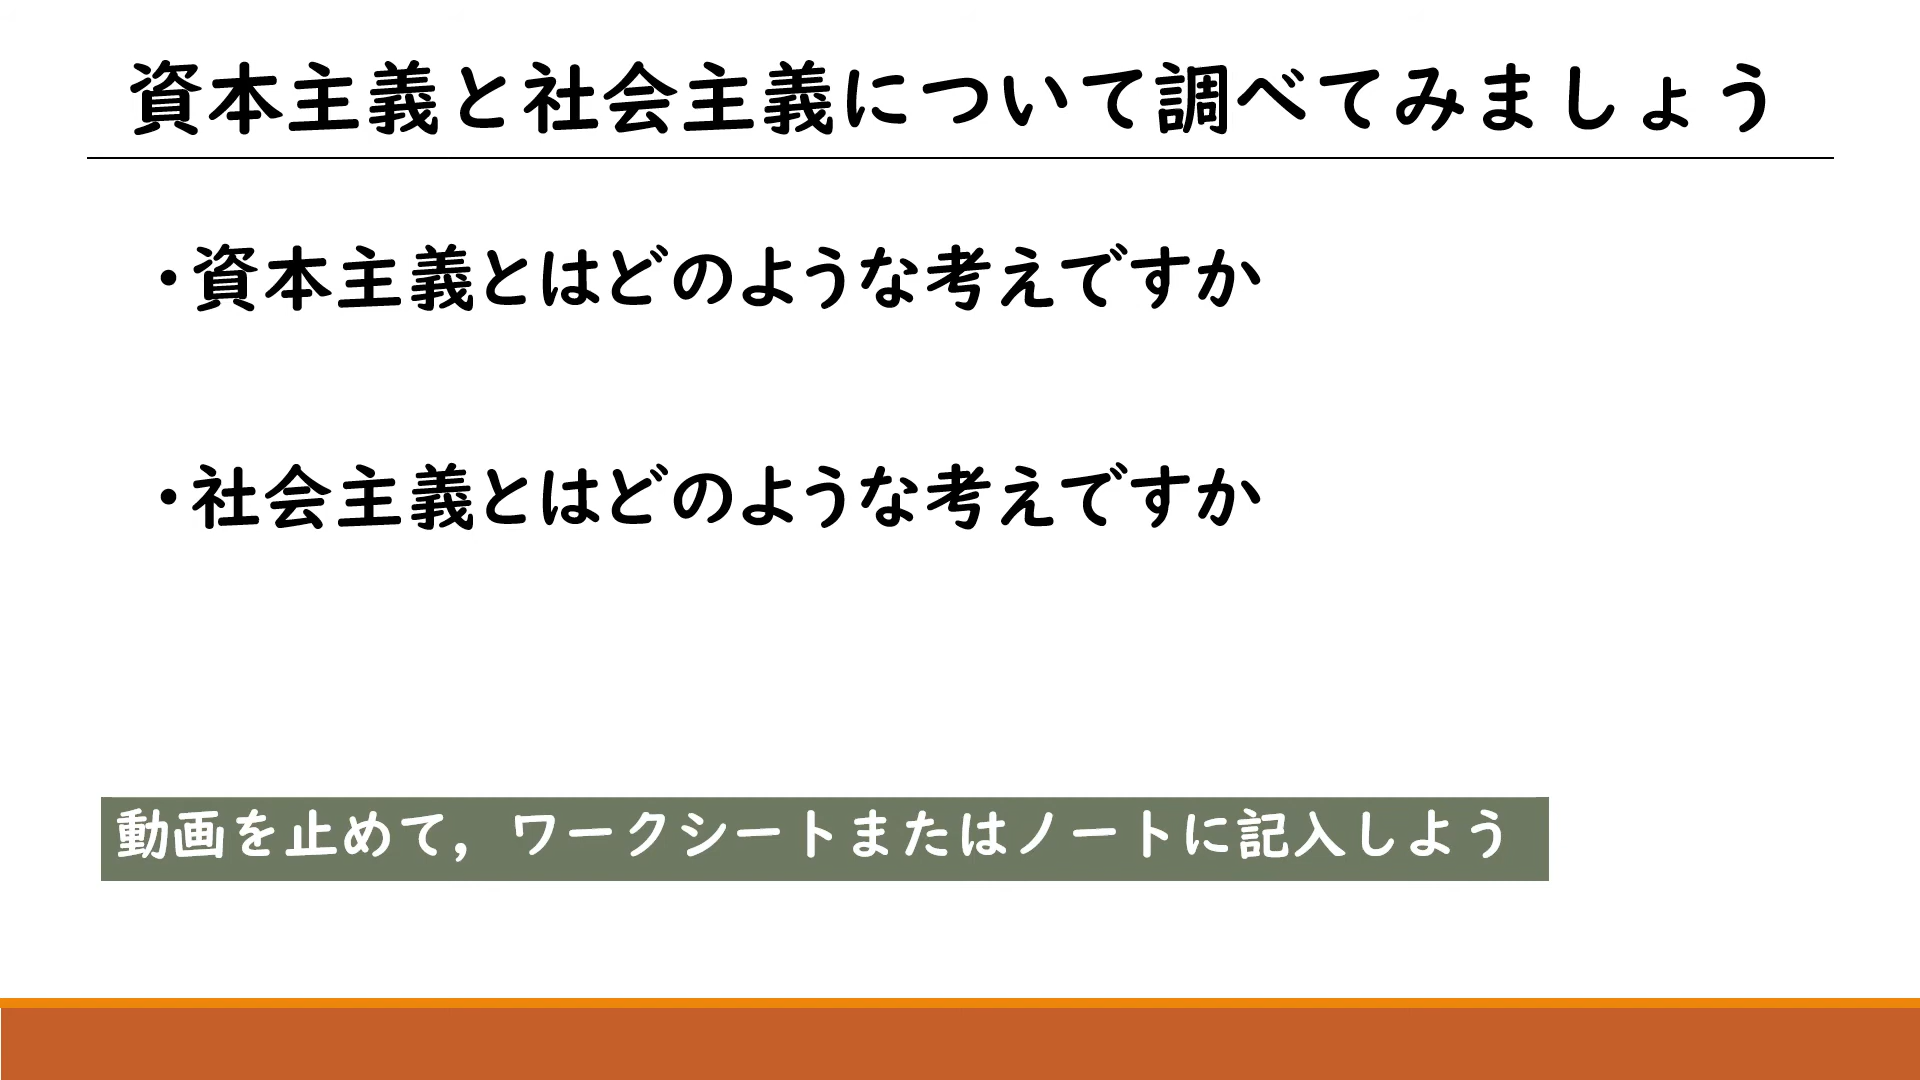 資本主義と社会主義について調べてみましょう
・資本主義とはどのような考えですか
・社会主義とはどのような考えですか
動画を止めて，ワークシートまたはノートに記入しよう